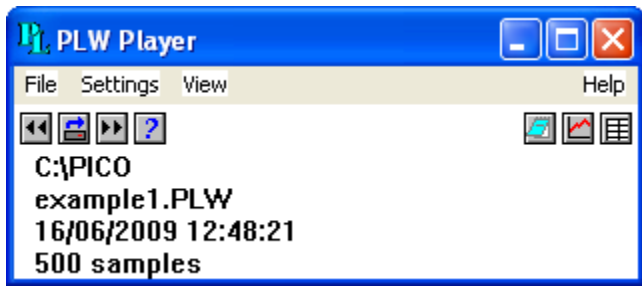 PLW Player
File Settings View Help
?
C:\PICO
example1.PLW
16/06/2009 12:48:21
500 samples